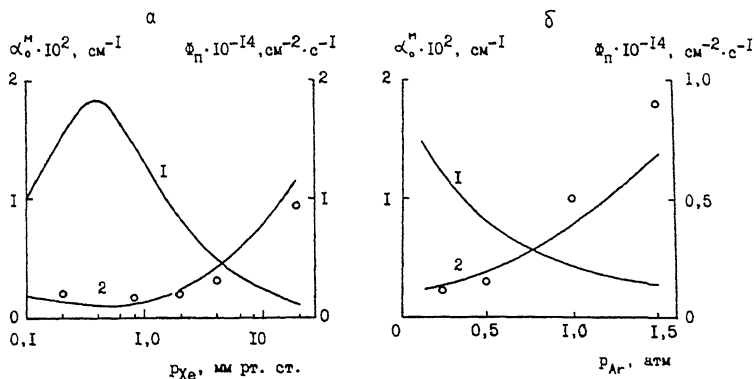 а
б
α₀ᴹ·10², см⁻¹
Φп·10⁻¹⁴, см⁻²·с⁻¹
α₀ᴹ·10², см⁻¹
Φп·10⁻¹⁴, см⁻²·с⁻¹
2
2
2
1,0
1
1
1
1
1
0,5
2
2
0
0
0
0
0,1
1,0
10
0
0,5
1,0
1,5
pXe, мм рт. ст.
pAr, атм